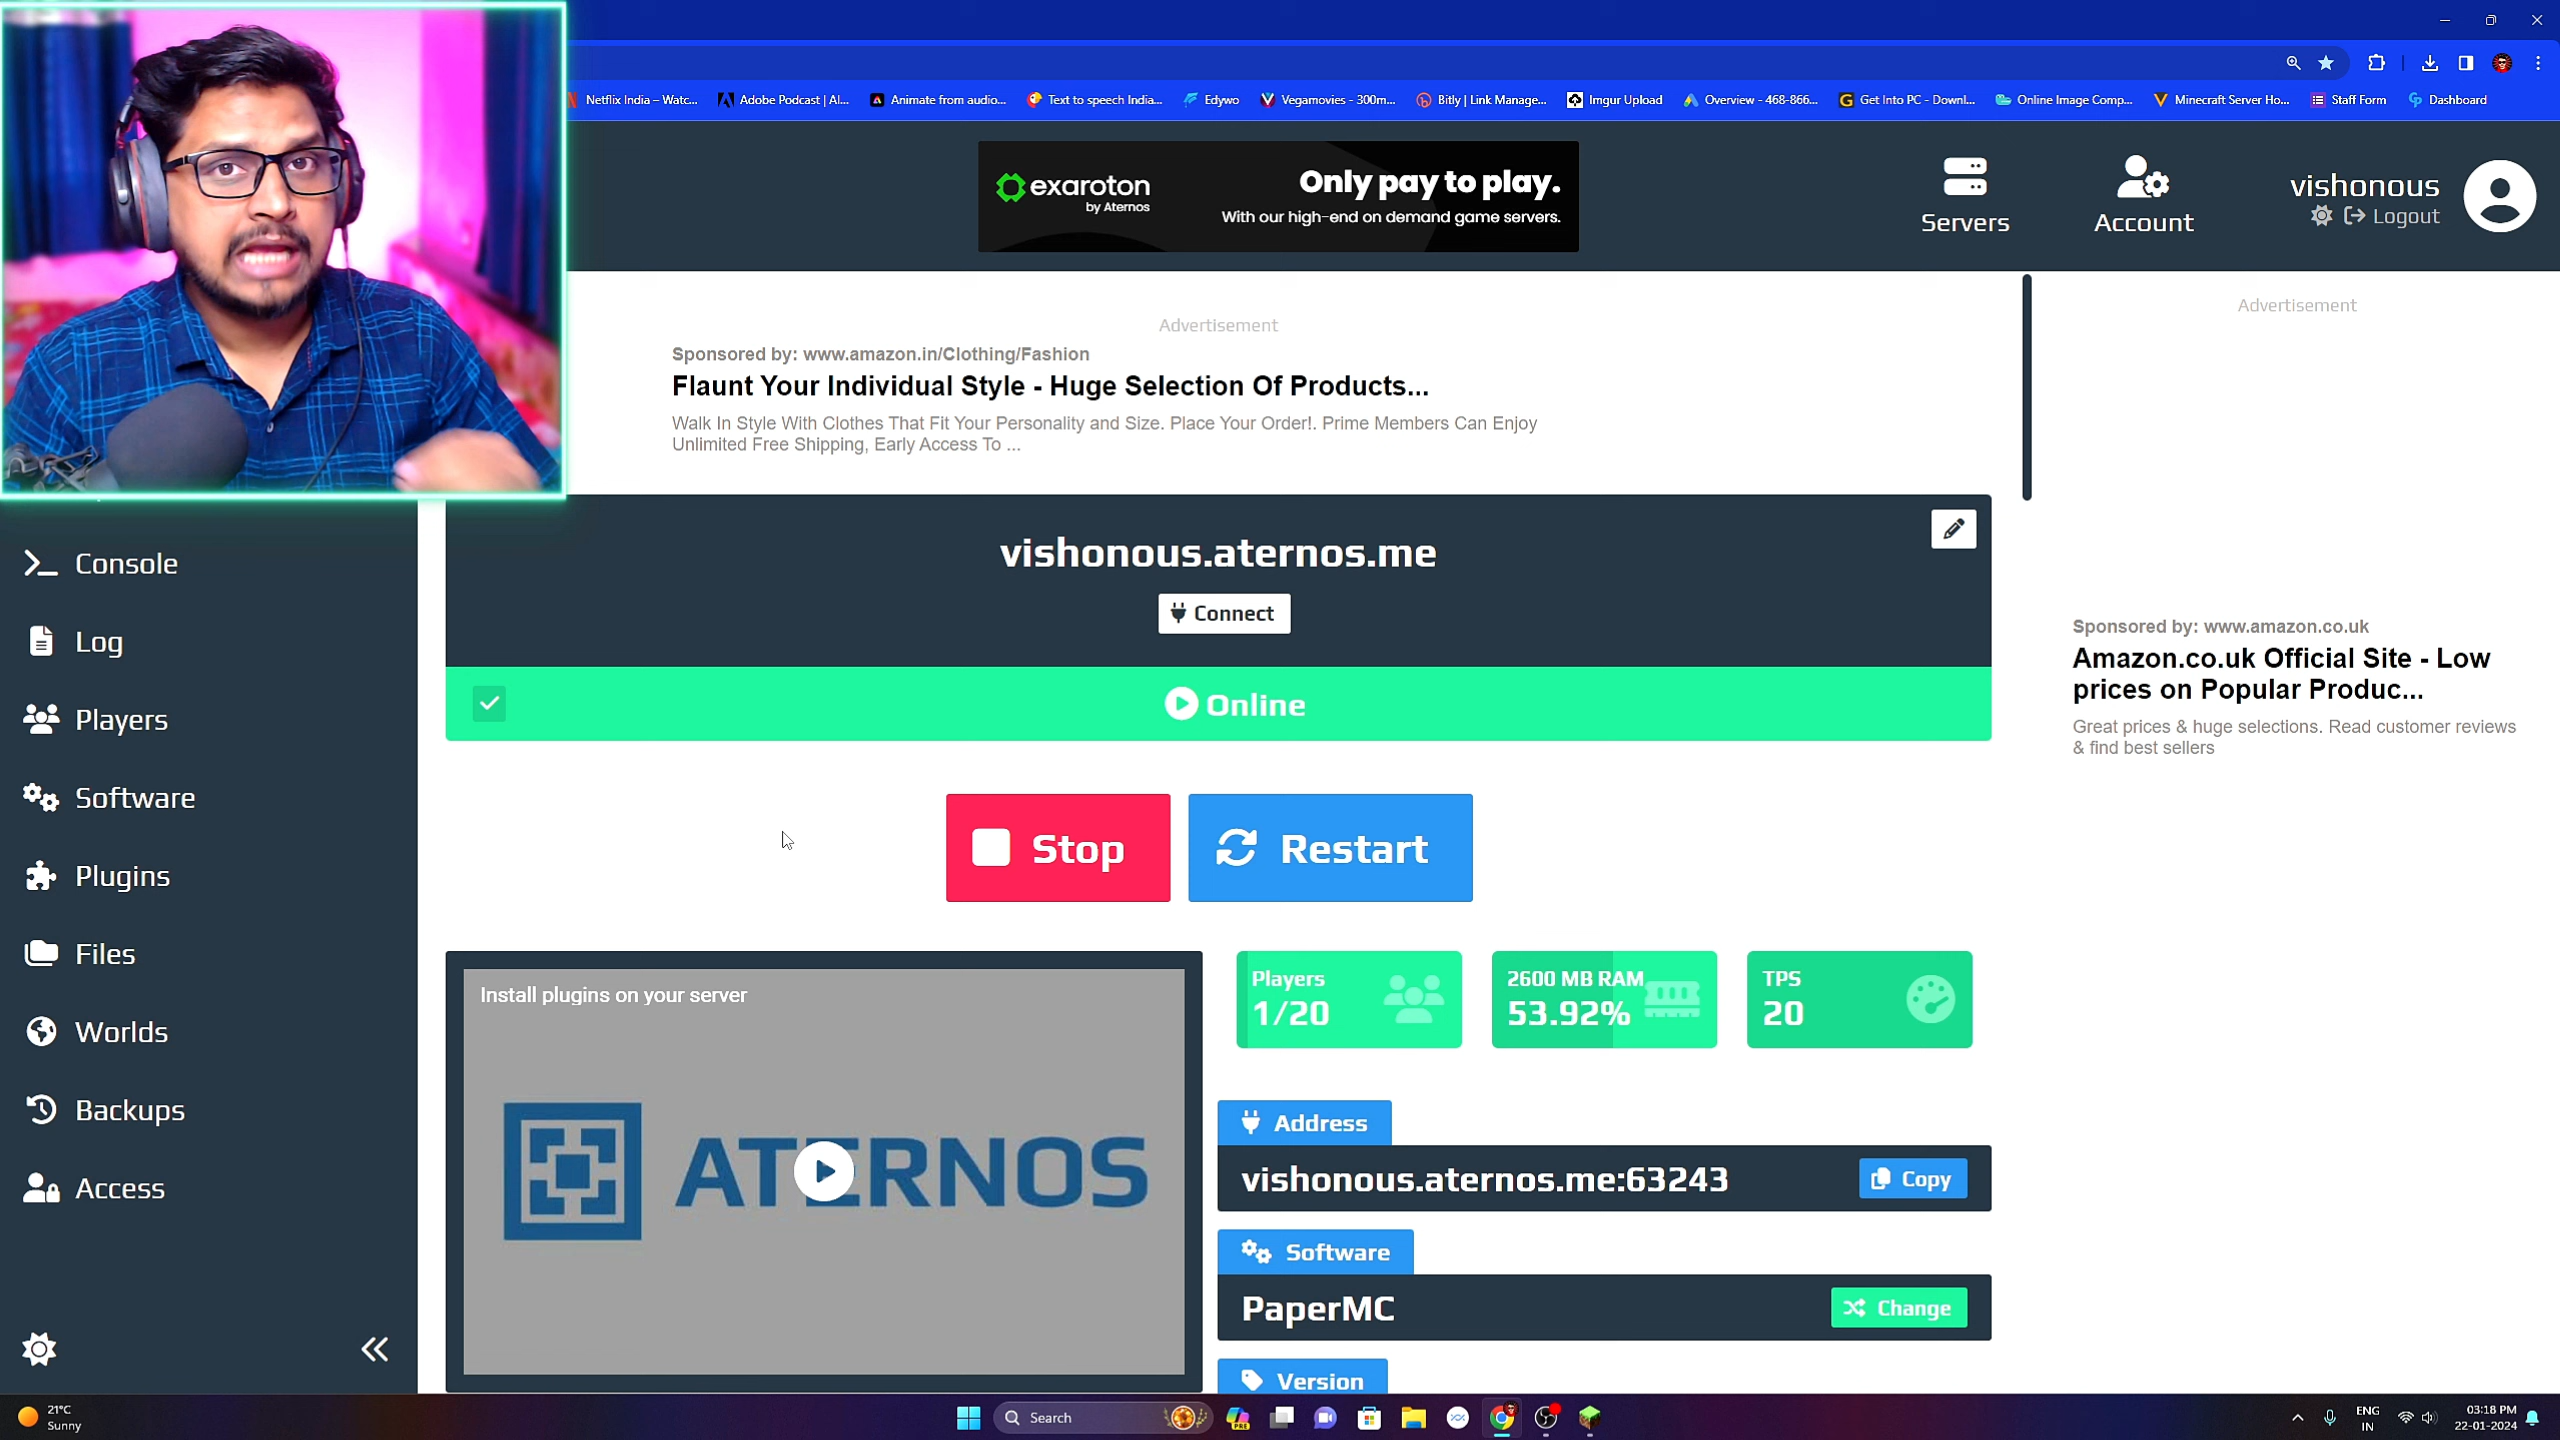 Netflix India – Watc...
Adobe Podcast | AI...
Animate from audio...
Text to speech India...
Edywo
Vegamovies - 300m...
Bitly | Link Manage...
Imgur Upload
Overview - 468-866...
Get Into PC - Downl...
Online Image Comp...
Minecraft Server Ho...
Staff Form
Dashboard
exaroton
by Aternos
Only pay to play.
With our high-end on demand game servers.
Servers
Account
vishonous
Logout
Advertisement
Sponsored by: www.amazon.in/Clothing/Fashion
Flaunt Your Individual Style - Huge Selection Of Products...
Walk In Style With Clothes That Fit Your Personality and Size. Place Your Order!. Prime Members Can Enjoy
Unlimited Free Shipping, Early Access To ...
Advertisement
Sponsored by: www.amazon.co.uk
Amazon.co.uk Official Site - Low
prices on Popular Produc...
Great prices & huge selections. Read customer reviews
& find best sellers
Console
Log
Players
Software
Plugins
Files
Worlds
Backups
Access
vishonous.aternos.me
Connect
Online
Stop
Restart
Install plugins on your server
ATERNOS
Players
1/20
2600 MB RAM
53.92%
TPS
20
Address
vishonous.aternos.me:63243
Copy
Software
PaperMC
Change
Version
21°C
Sunny
Search
PRE
ENG
IN
03:18 PM
22-01-2024